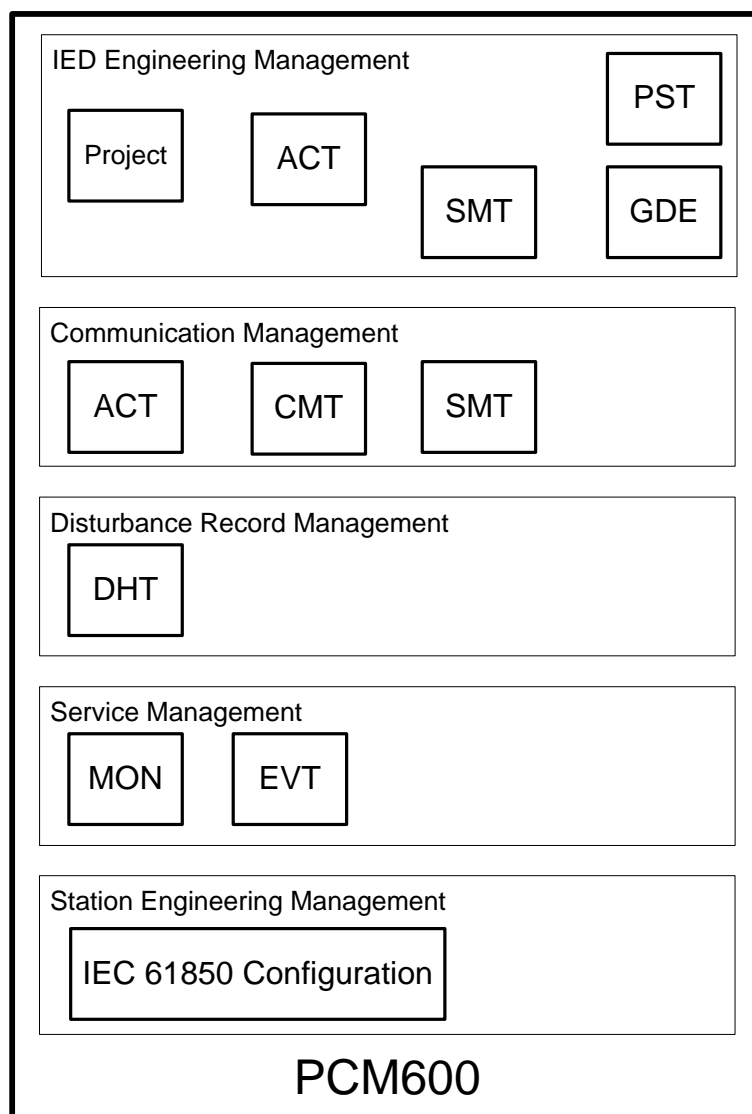 IED Engineering Management
PST
Project
ACT
SMT
GDE
Communication Management
ACT
CMT
SMT
Disturbance Record Management
DHT
Service Management
MON
EVT
Station Engineering Management
IEC 61850 Configuration
PCM600